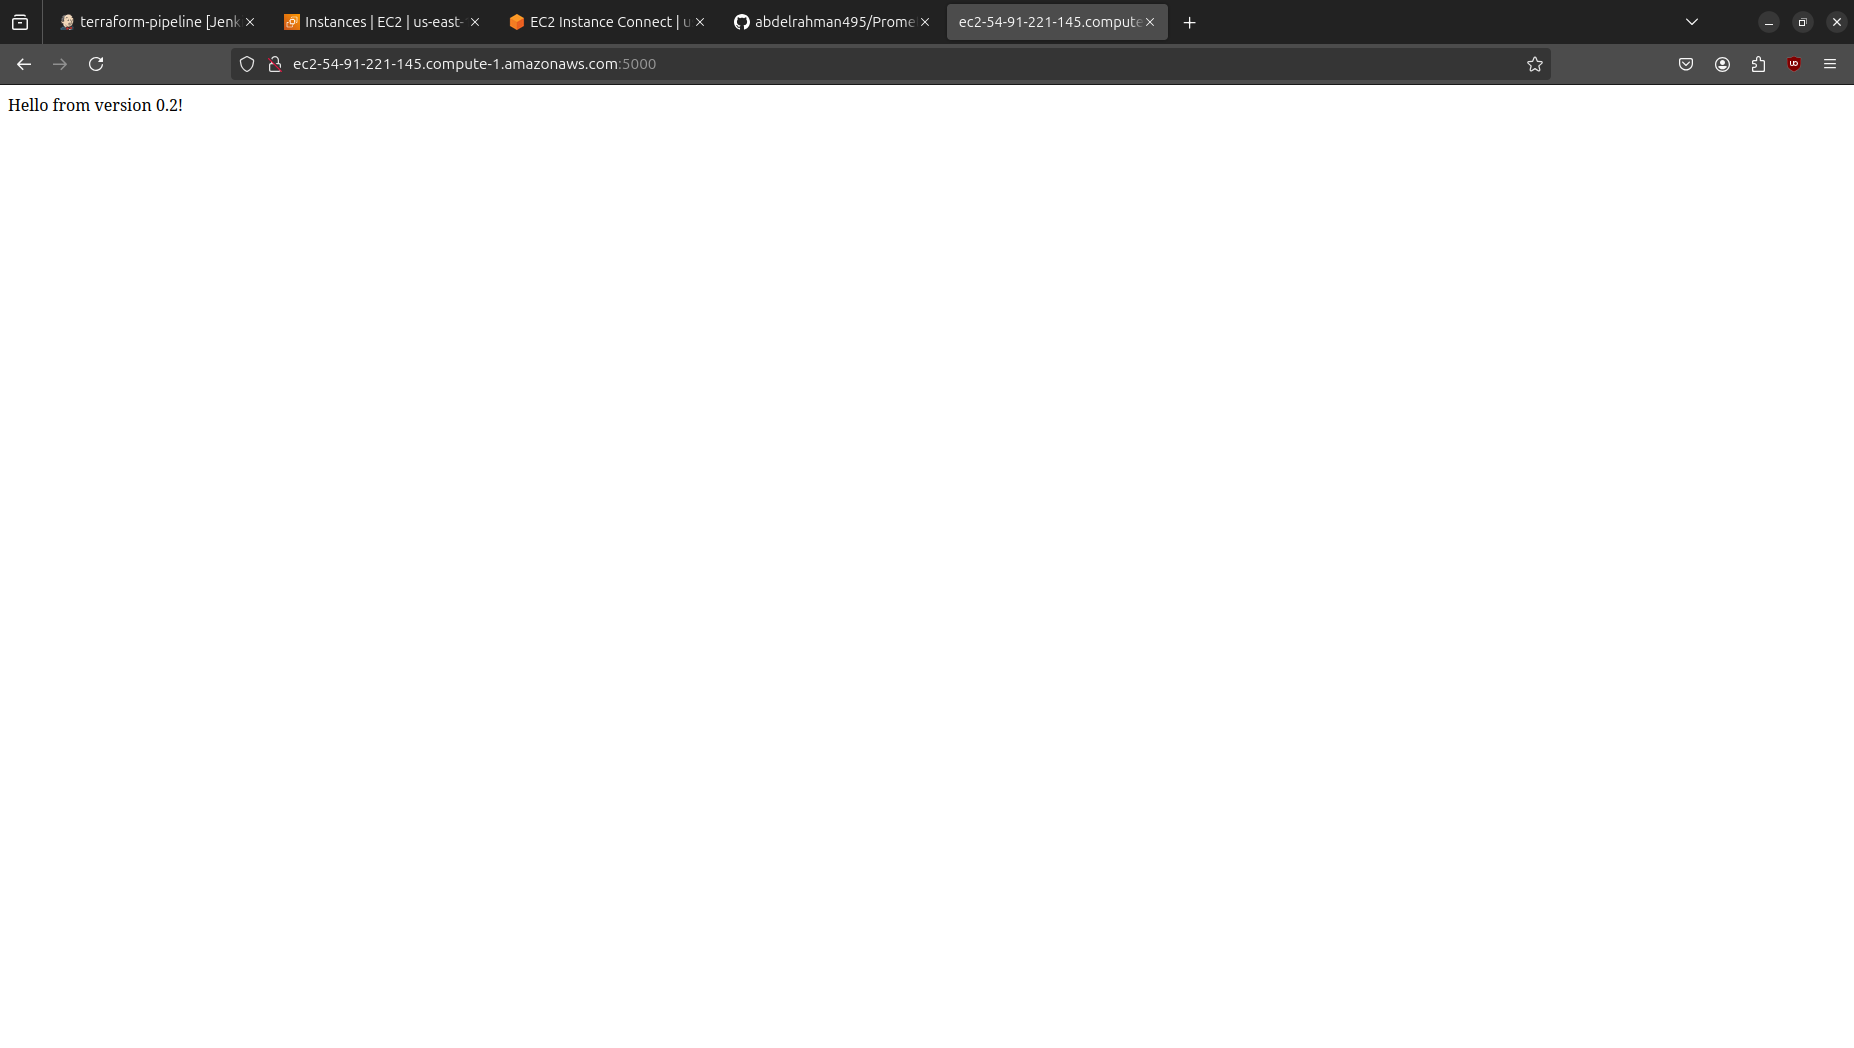 terraform-pipeline [Jenk
Instances | EC2 | us-east-
EC2 Instance Connect | u
abdelrahman495/Prome
ec2-54-91-221-145.compute
ec2-54-91-221-145.compute-1.amazonaws.com:5000
Hello from version 0.2!